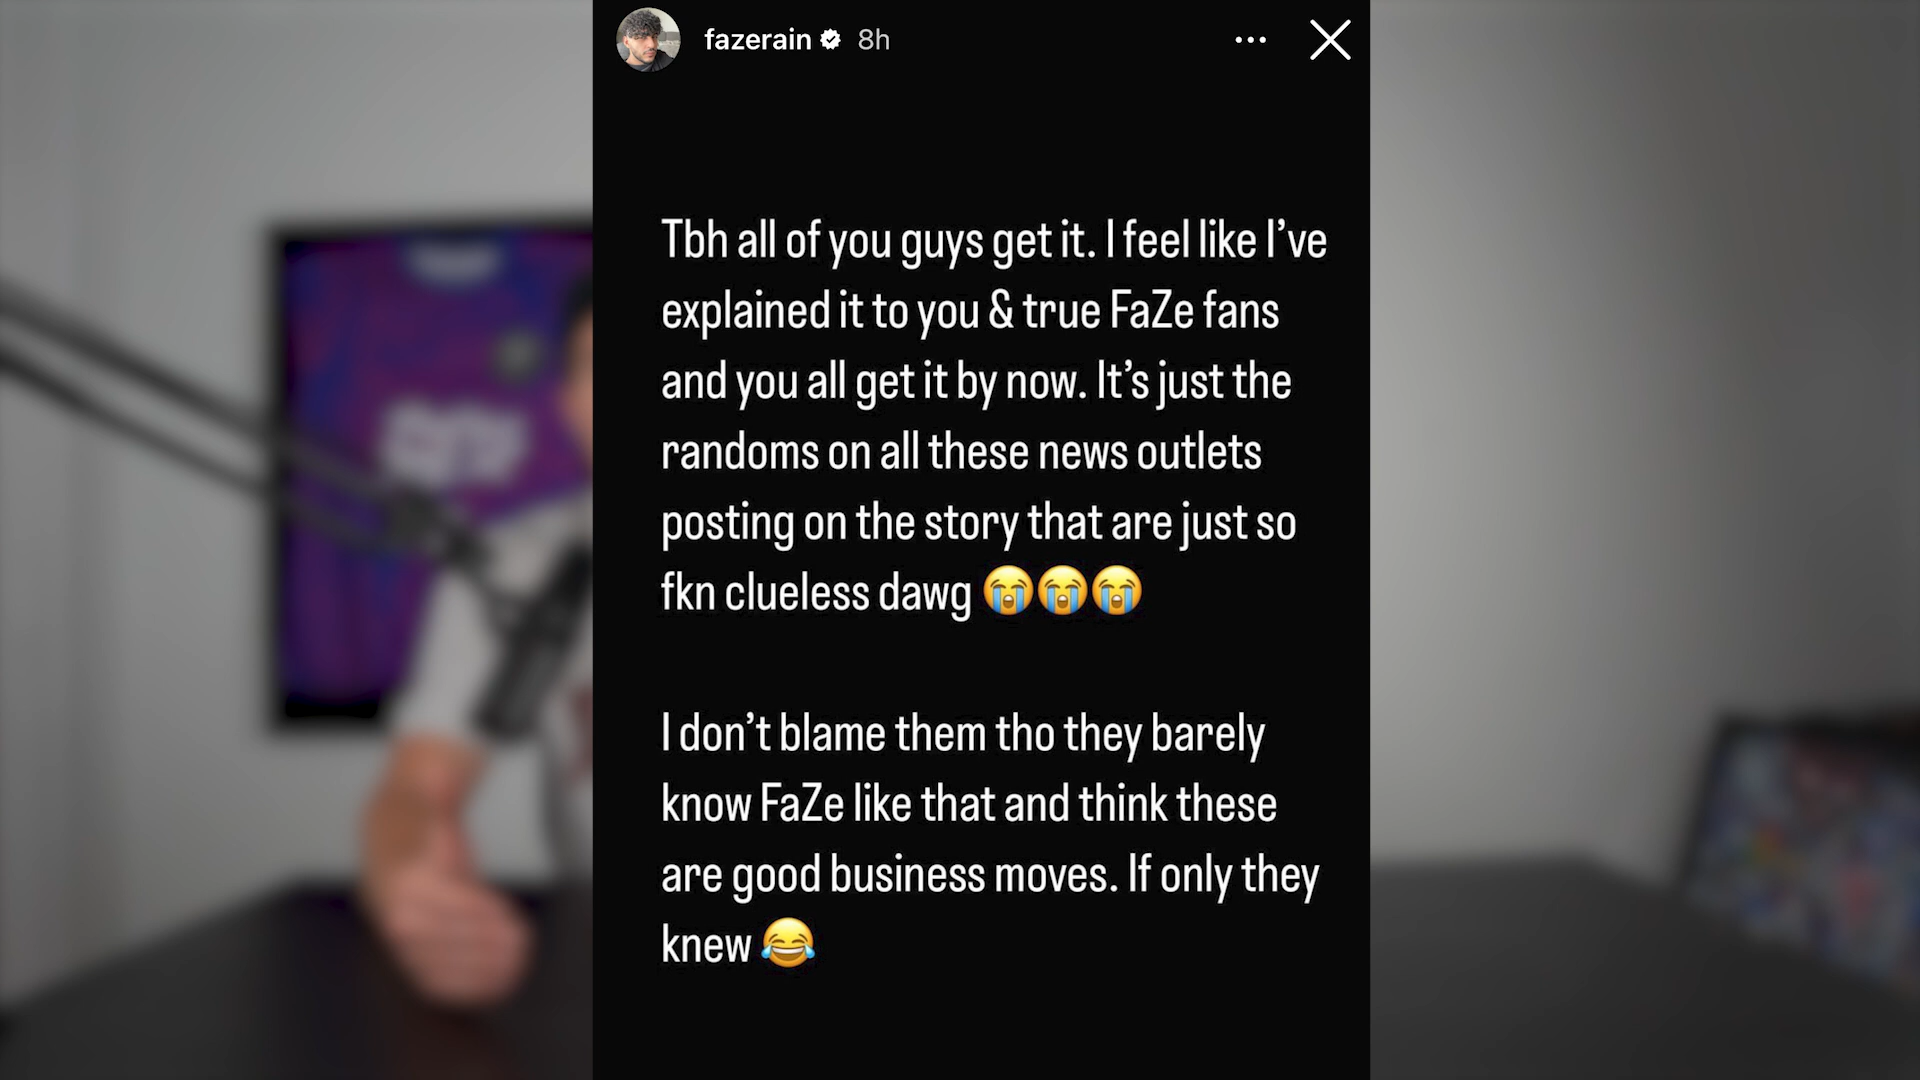 fazerain 8h
Tbh all of you guys get it. I feel like I’ve
explained it to you & true FaZe fans
and you all get it by now. It’s just the
randoms on all these news outlets
posting on the story that are just so
fkn clueless dawg 😭😭😭
I don’t blame them tho they barely
know FaZe like that and think these
are good business moves. If only they
knew 😂